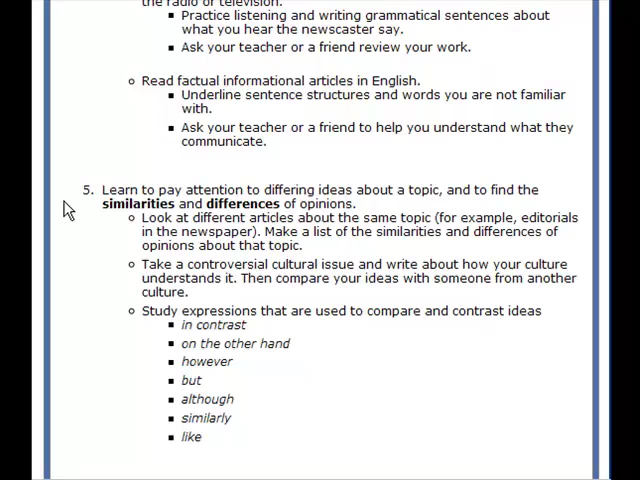 the radio or television.
Practice listening and writing grammatical sentences about
what you hear the newscaster say.
Ask your teacher or a friend review your work.
Read factual informational articles in English.
Underline sentence structures and words you are not familiar
with.
Ask your teacher or a friend to help you understand what they
communicate.
5. Learn to pay attention to differing ideas about a topic, and to find the
similarities and differences of opinions.
Look at different articles about the same topic (for example, editorials
in the newspaper). Make a list of the similarities and differences of
opinions about that topic.
Take a controversial cultural issue and write about how your culture
understands it. Then compare your ideas with someone from another
culture.
Study expressions that are used to compare and contrast ideas
in contrast
on the other hand
however
but
although
similarly
like